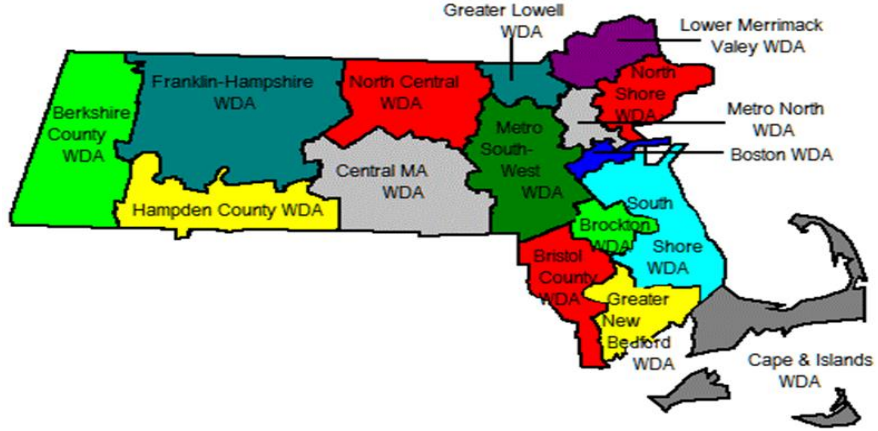 Greater Lowell
WDA
Lower Merrimack
Valey WDA
Franklin-Hampshire
WDA
North Central
WDA
North
Shore
WDA
Berkshire
County
WDA
Metro North
WDA
Metro
South-
West
WDA
Boston WDA
Central MA
WDA
Hampden County WDA
South
Shore
WDA
Brockton
WDA
Bristol
County
WDA
Greater
New
Bedford
WDA
Cape & Islands
WDA